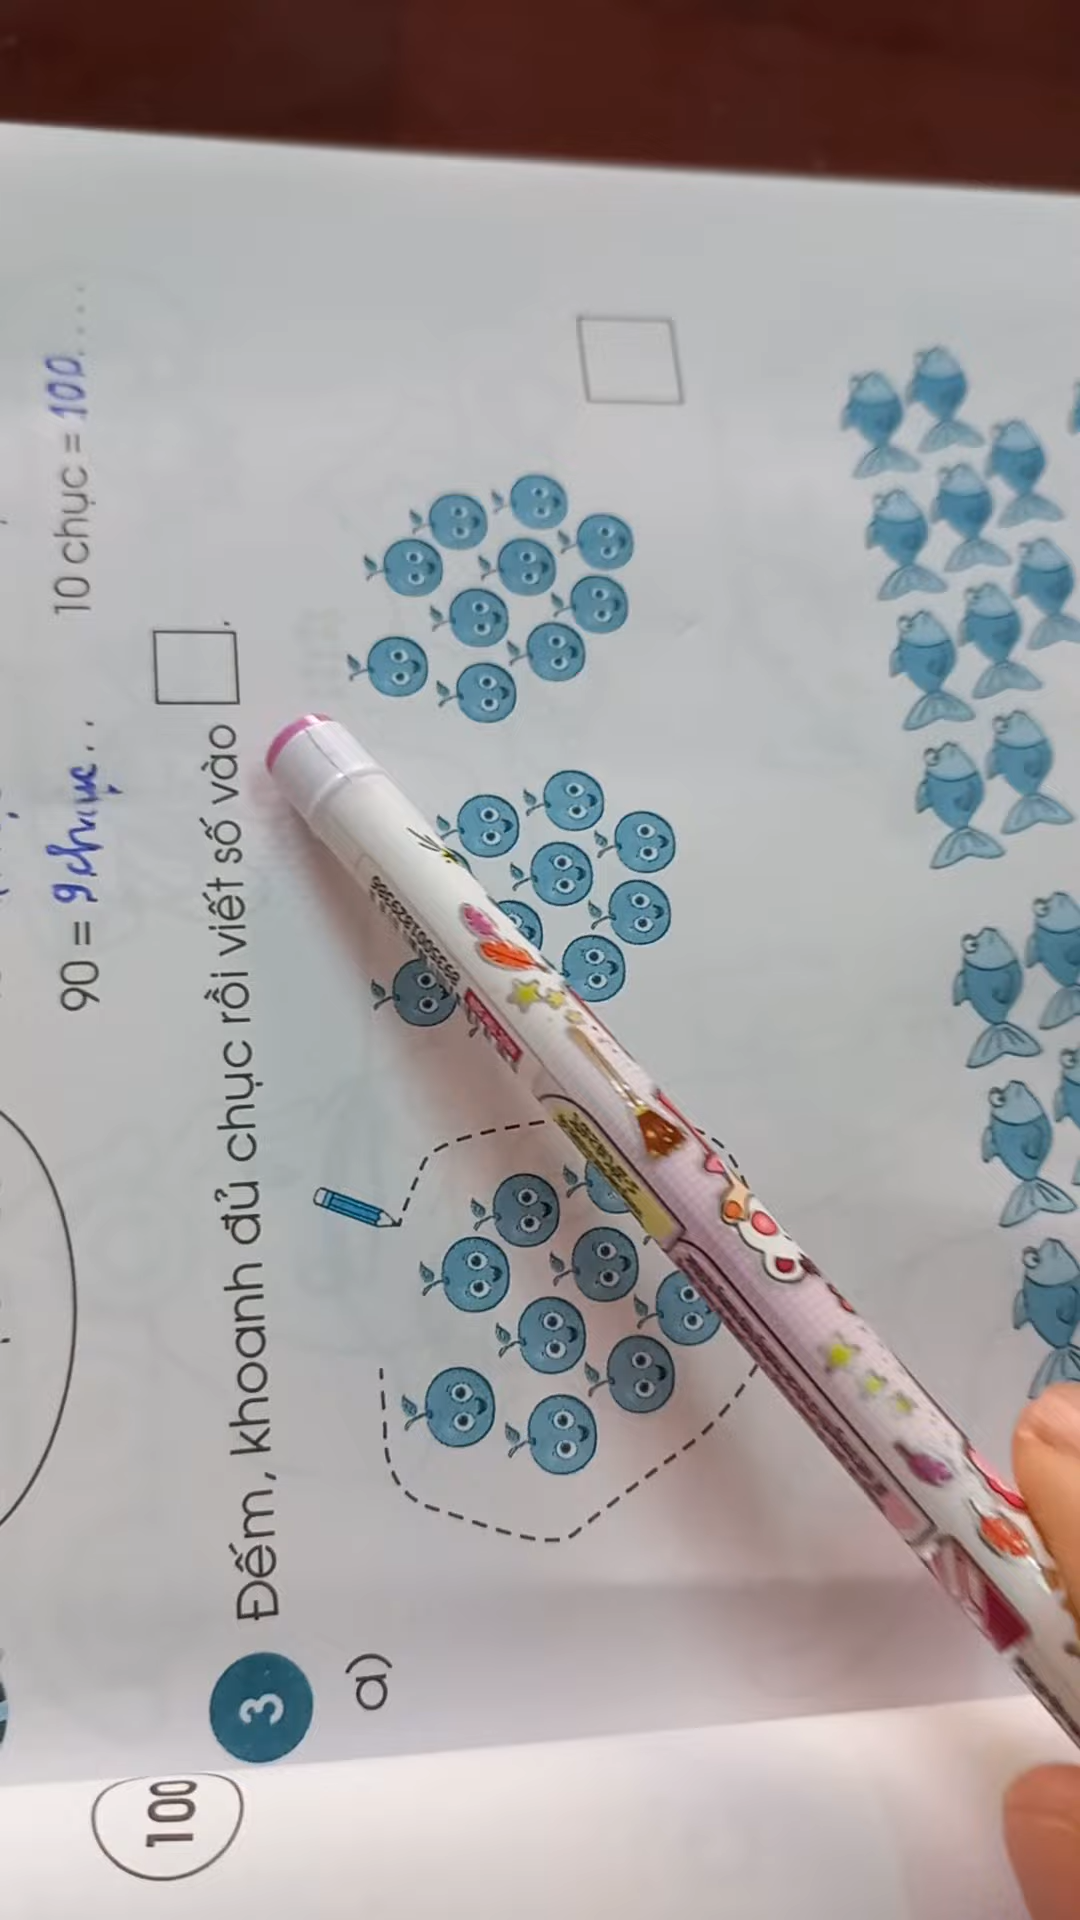 90 = 9 chục.. 10 chục = 100....
3 Đếm, khoanh đủ chục rồi viết số vào □.
a)
100